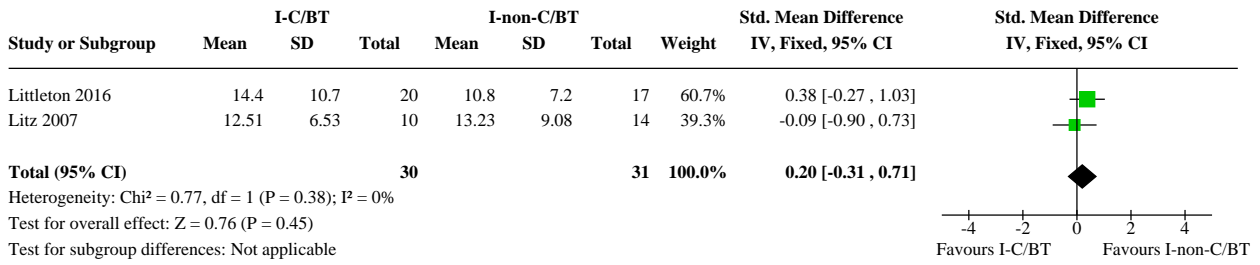 I-C/BT I-non-C/BT Std. Mean Difference Std. Mean Difference
Study or Subgroup Mean SD Total Mean SD Total Weight IV, Fixed, 95% CI IV, Fixed, 95% CI
Littleton 2016 14.4 10.7 20 10.8 7.2 17 60.7% 0.38 [-0.27 , 1.03]
Litz 2007 12.51 6.53 10 13.23 9.08 14 39.3% -0.09 [-0.90 , 0.73]
Total (95% CI) 30 31 100.0% 0.20 [-0.31 , 0.71]
Heterogeneity: Chi² = 0.77, df = 1 (P = 0.38); I² = 0%
Test for overall effect: Z = 0.76 (P = 0.45)
-4 -2 0 2 4
Test for subgroup differences: Not applicable
Favours I-C/BT Favours I-non-C/BT